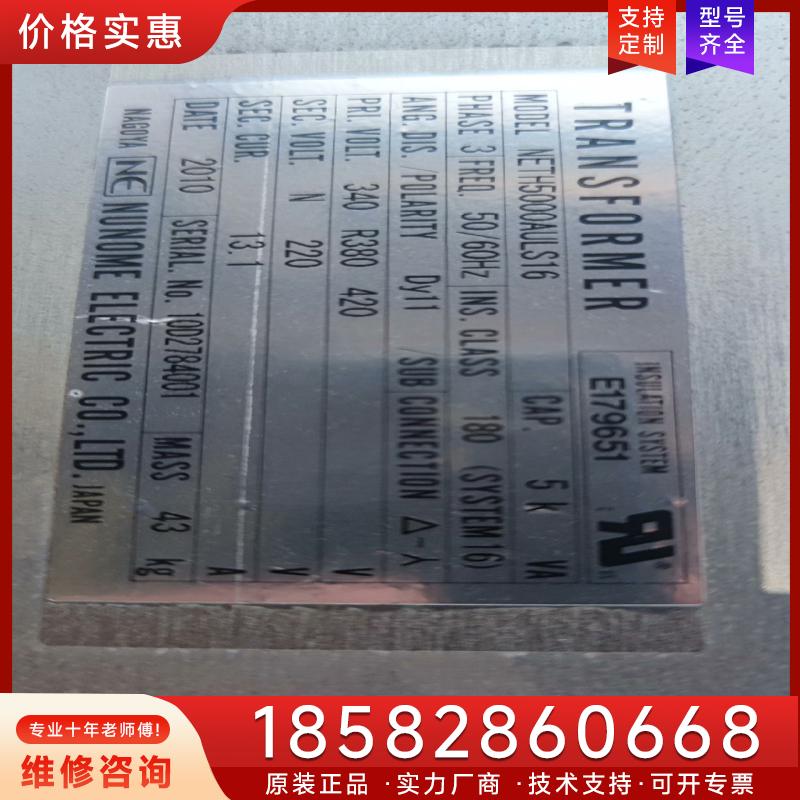 价格实惠
支持
定制
型号
齐全
TRANSFORMER
INSULATION SYSTEM
E179651
MODEL NETH5000AULS16 CAP. 5 k VA
PHASE 3 FREQ. 50/60Hz INS. CLASS 180 (SYSTEM 16)
ANG. DIS. /POLARITY Dy11 /SUB CONNECTION △-人
PRI. VOLT. 340 R380 420 V
SEC. VOLT. N 220 V
SEC. CUR. 13.1 A
DATE 2010 SERIAL. No. 10D2784001 MASS 43 kg
NAGOYA NE NUNOME ELECTRIC CO.,LTD. JAPAN
专业十年老师傅!
维修咨询
18582860668
原装正品 ·实力厂商 ·技术支持·可开专票